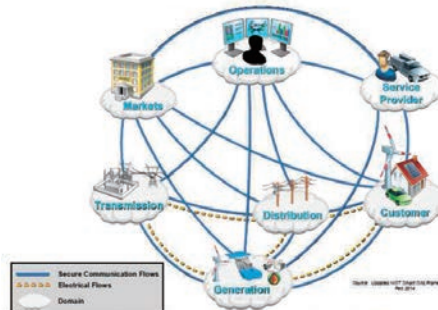 Operations
Markets
Service
Provider
Transmission
Distribution
Customer
Generation
Secure Communication Flows
Electrical Flows
Domain